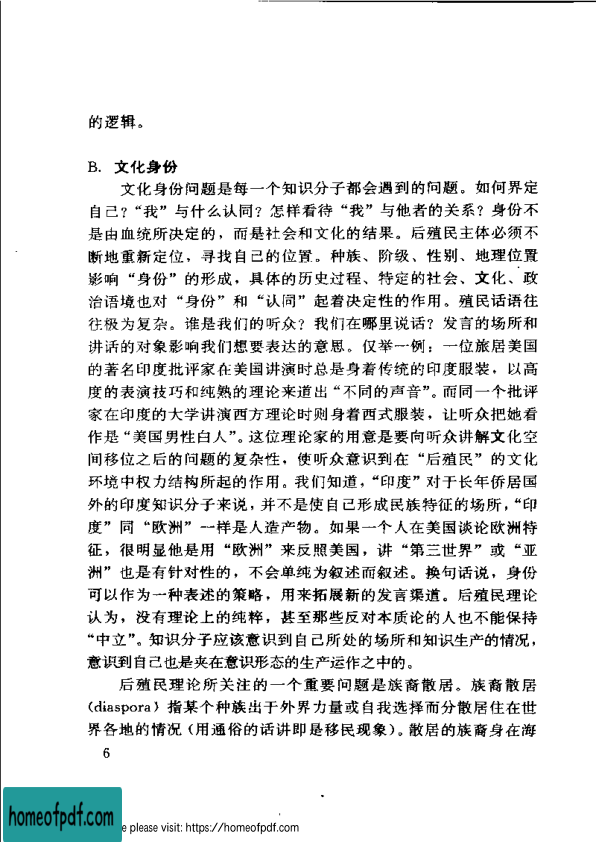 的逻辑。
B. 文化身份
文化身份问题是每一个知识分子都会遇到的问题。如何界定
自己？“我”与什么认同？怎样看待“我”与他者的关系？身份不
是由血统所决定的，而是社会和文化的结果。后殖民主体必须不
断地重新定位，寻找自己的位置。种族、阶级、性别、地理位置
影响“身份”的形成，具体的历史过程、特定的社会、文化、政
治语境也对“身份”和“认同”起着决定性的作用。殖民话语往
往极为复杂。谁是我们的听众？我们在哪里说话？发言的场所和
讲话的对象影响我们想要表达的意思。仅举一例：一位旅居美国
的著名印度批评家在美国讲演时总是身着传统的印度服装，以高
度的表演技巧和纯熟的理论来道出“不同的声音”。而同一个批评
家在印度的大学讲演西方理论时则身着西式服装，让听众把她看
作是“美国男性白人”。这位理论家的用意是要向听众讲解文化空
间移位之后的问题的复杂性，使听众意识到在“后殖民”的文化
环境中权力结构所起的作用。我们知道，“印度”对于长年侨居国
外的印度知识分子来说，并不是使自己形成民族特征的场所，“印
度”同“欧洲”一样是人造产物。如果一个人在美国谈论欧洲特
征，很明显他是用“欧洲”来反照美国，讲“第三世界”或“亚
洲”也是有针对性的，不会单纯为叙述而叙述。换句话说，身份
可以作为一种表述的策略，用来拓展新的发言渠道。后殖民理论
认为，没有理论上的纯粹，甚至那些反对本质论的人也不能保持
“中立”。知识分子应该意识到自己所处的场所和知识生产的情况，
意识到自己也是夹在意识形态的生产运作之中的。
后殖民理论所关注的一个重要问题是族裔散居。族裔散居
(diaspora) 指某个种族出于外界力量或自我选择而分散居住在世
界各地的情况（用通俗的话讲即是移民现象）。散居的族裔身在海
6
homeofpdf.com
e please visit: https://homeofpdf.com